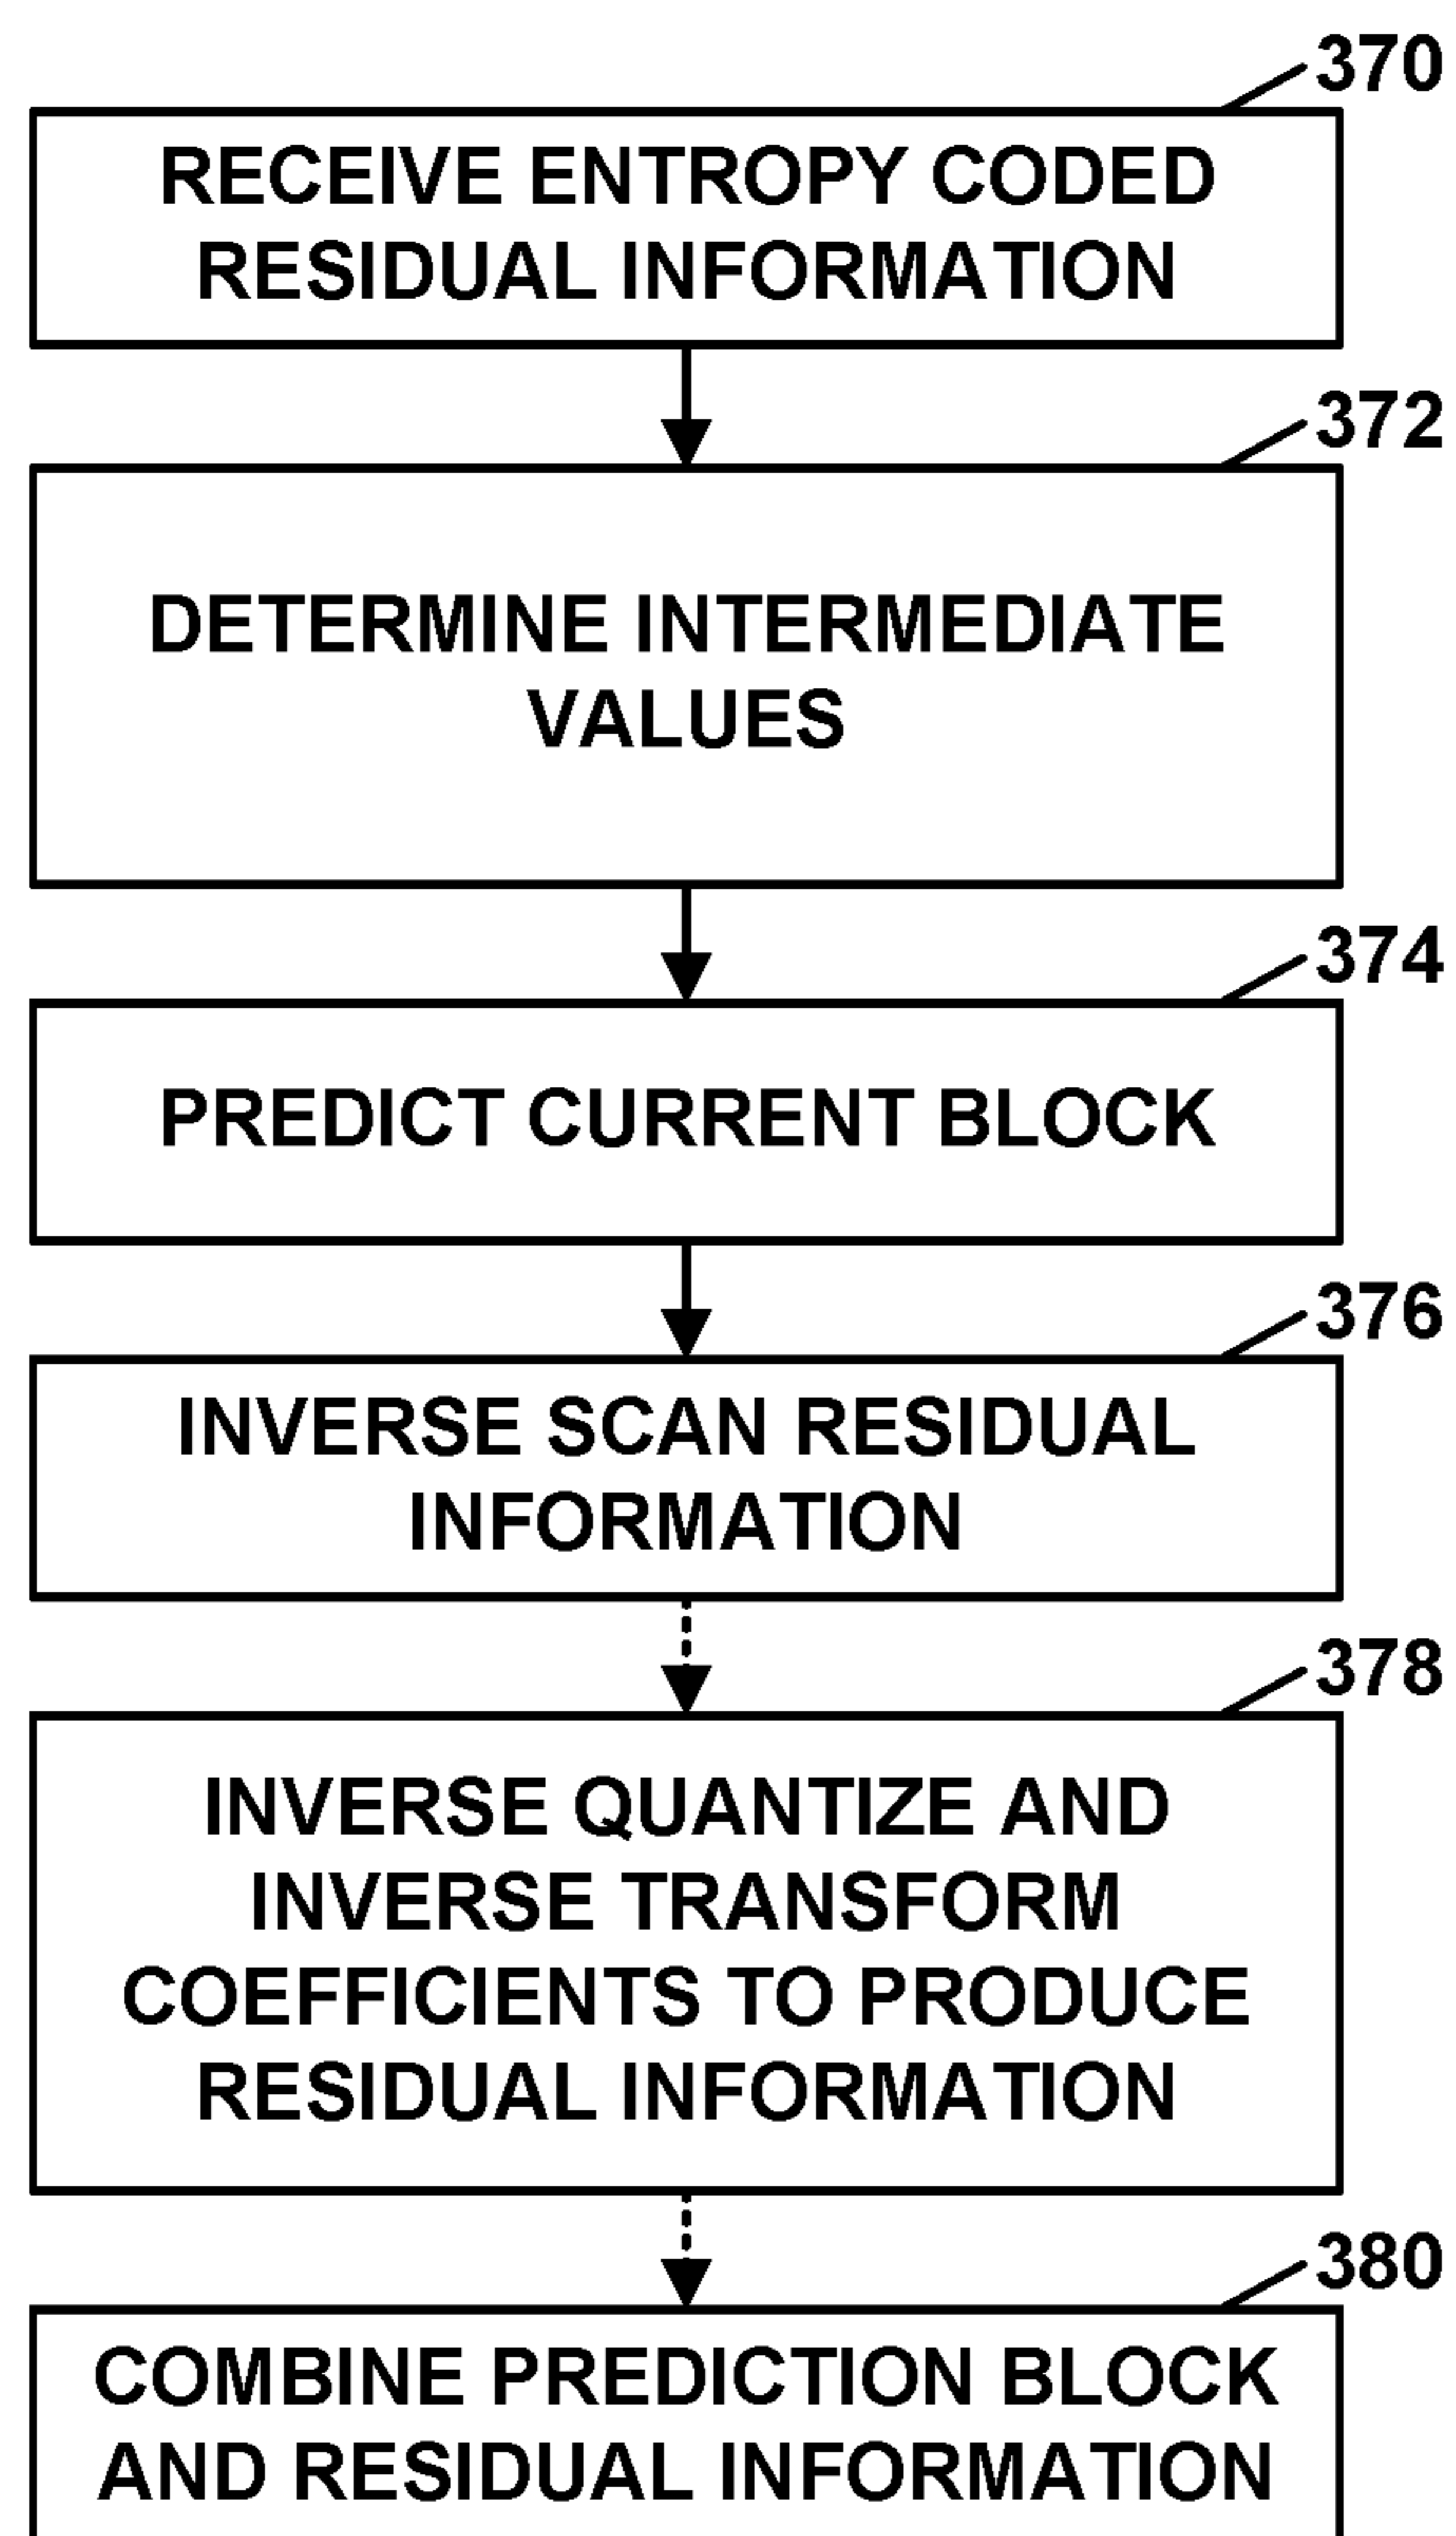 370
RECEIVE ENTROPY CODED
RESIDUAL INFORMATION
372
DETERMINE INTERMEDIATE
VALUES
374
PREDICT CURRENT BLOCK
376
INVERSE SCAN RESIDUAL
INFORMATION
378
INVERSE QUANTIZE AND
INVERSE TRANSFORM
COEFFICIENTS TO PRODUCE
RESIDUAL INFORMATION
380
COMBINE PREDICTION BLOCK
AND RESIDUAL INFORMATION